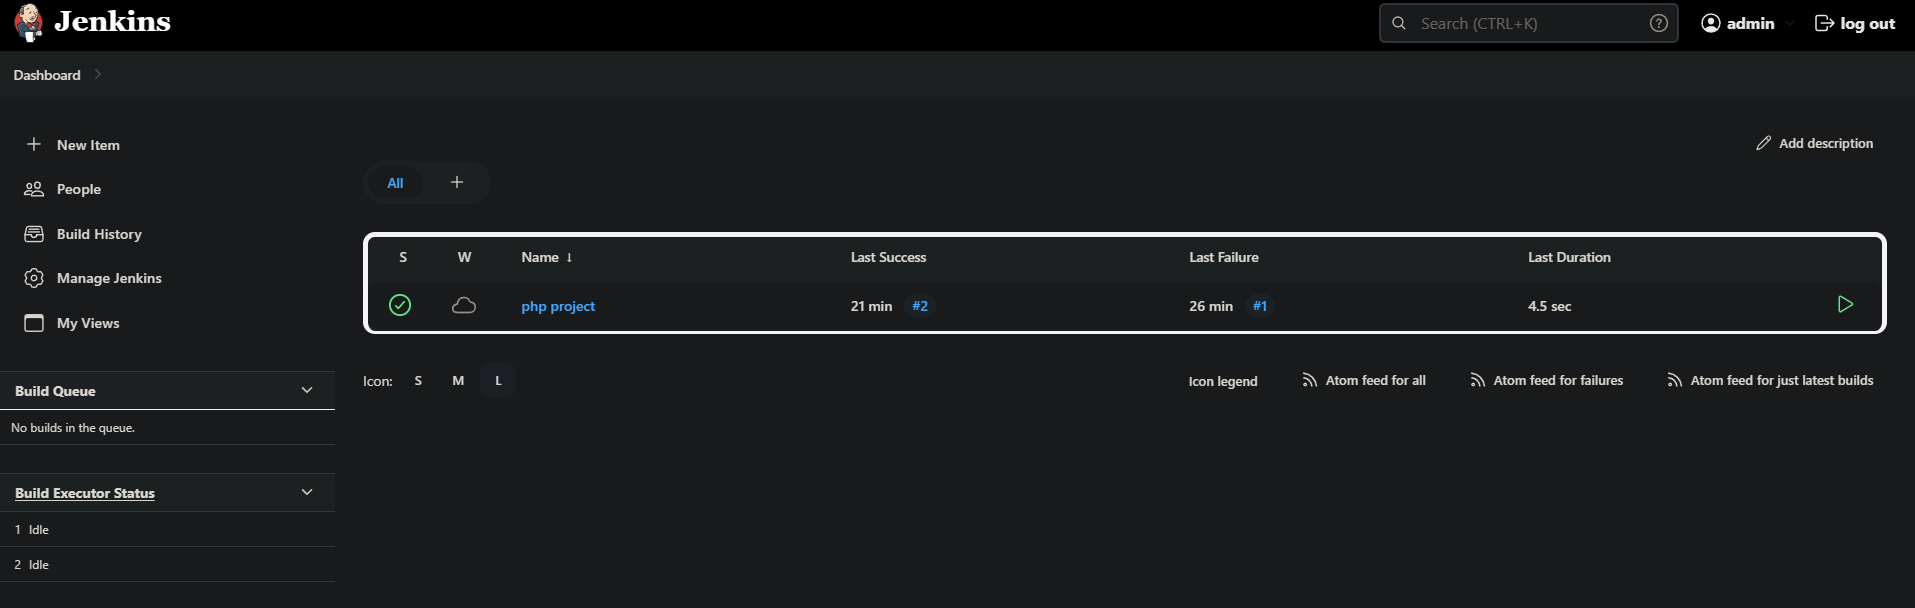 Jenkins
Search (CTRL+K)
?
admin
log out
Dashboard
New Item
People
Build History
Manage Jenkins
My Views
Add description
All +
S W Name ↓ Last Success Last Failure Last Duration
php project 21 min #2 26 min #1 4.5 sec
Icon: S M L
Icon legend Atom feed for all Atom feed for failures Atom feed for just latest builds
Build Queue
No builds in the queue.
Build Executor Status
1 Idle
2 Idle